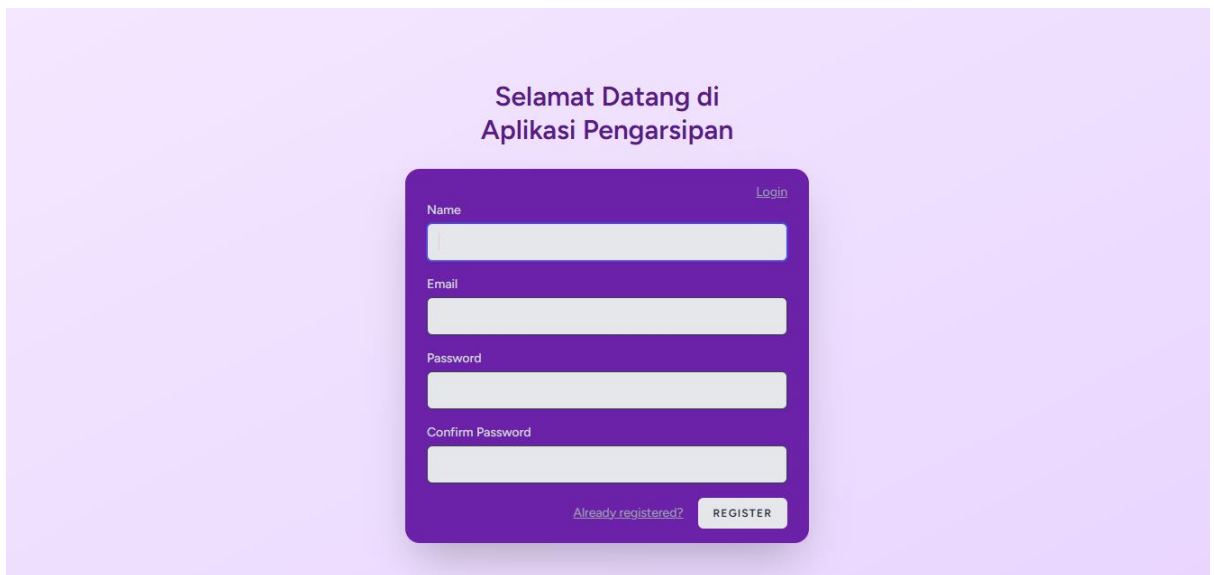 Selamat Datang di
Aplikasi Pengarsipan
Login
Name
Email
Password
Confirm Password
Already registered? REGISTER